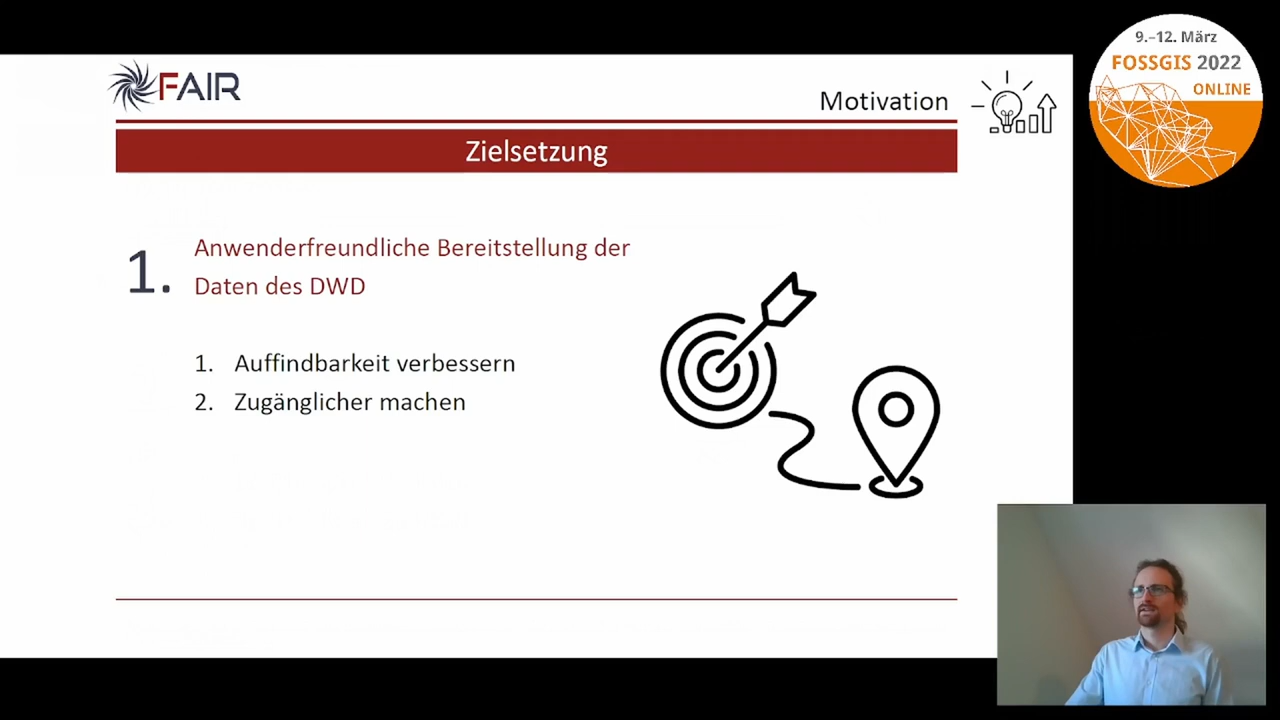 FAIR
Motivation
9.–12. März
FOSSGIS 2022
ONLINE
Zielsetzung
1.
Anwenderfreundliche Bereitstellung der
Daten des DWD
1. Auffindbarkeit verbessern
2. Zugänglicher machen